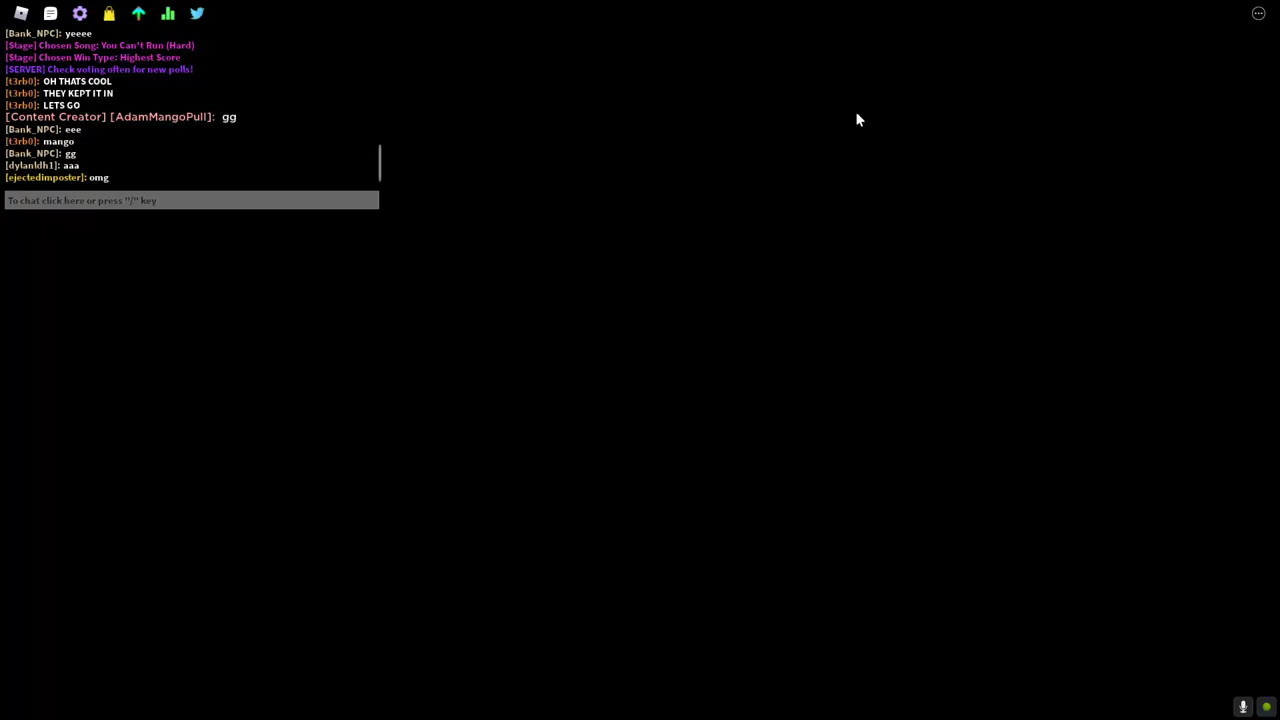 [Bank_NPC]: yeeee
[Stage] Chosen Song: You Can't Run (Hard)
[Stage] Chosen Win Type: Highest Score
[SERVER] Check voting often for new polls!
[t3rb0]: OH THATS COOL
[t3rb0]: THEY KEPT IT IN
[t3rb0]: LETS GO
[Content Creator] [AdamMangoPull]: gg
[Bank_NPC]: eee
[t3rb0]: mango
[Bank_NPC]: gg
[dylanldh1]: aaa
[ejectedimposter]: omg
To chat click here or press "/" key